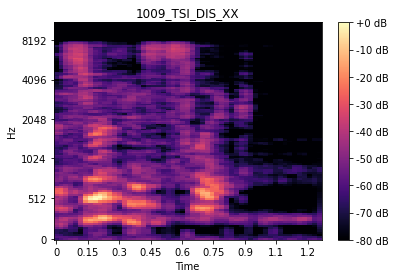 1009_TSI_DIS_XX
Hz
8192
4096
2048
1024
512
0
0 0.15 0.3 0.45 0.6 0.75 0.9 1.1 1.2
Time
+0 dB
-10 dB
-20 dB
-30 dB
-40 dB
-50 dB
-60 dB
-70 dB
-80 dB